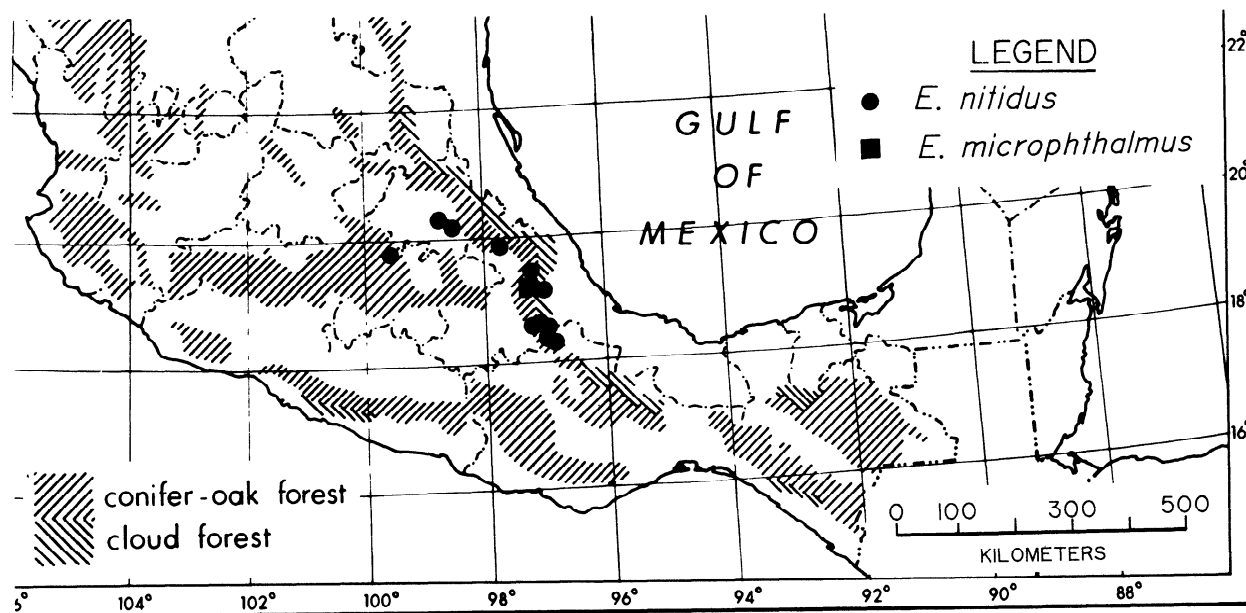 LEGEND
E. nitidus
E. microphthalmus
GULF
OF
MEXICO
22°
20°
18°
16°
conifer-oak forest
cloud forest
0 100 300 500
KILOMETERS
5° 104° 102° 100° 98° 96° 94° 92° 90° 88°